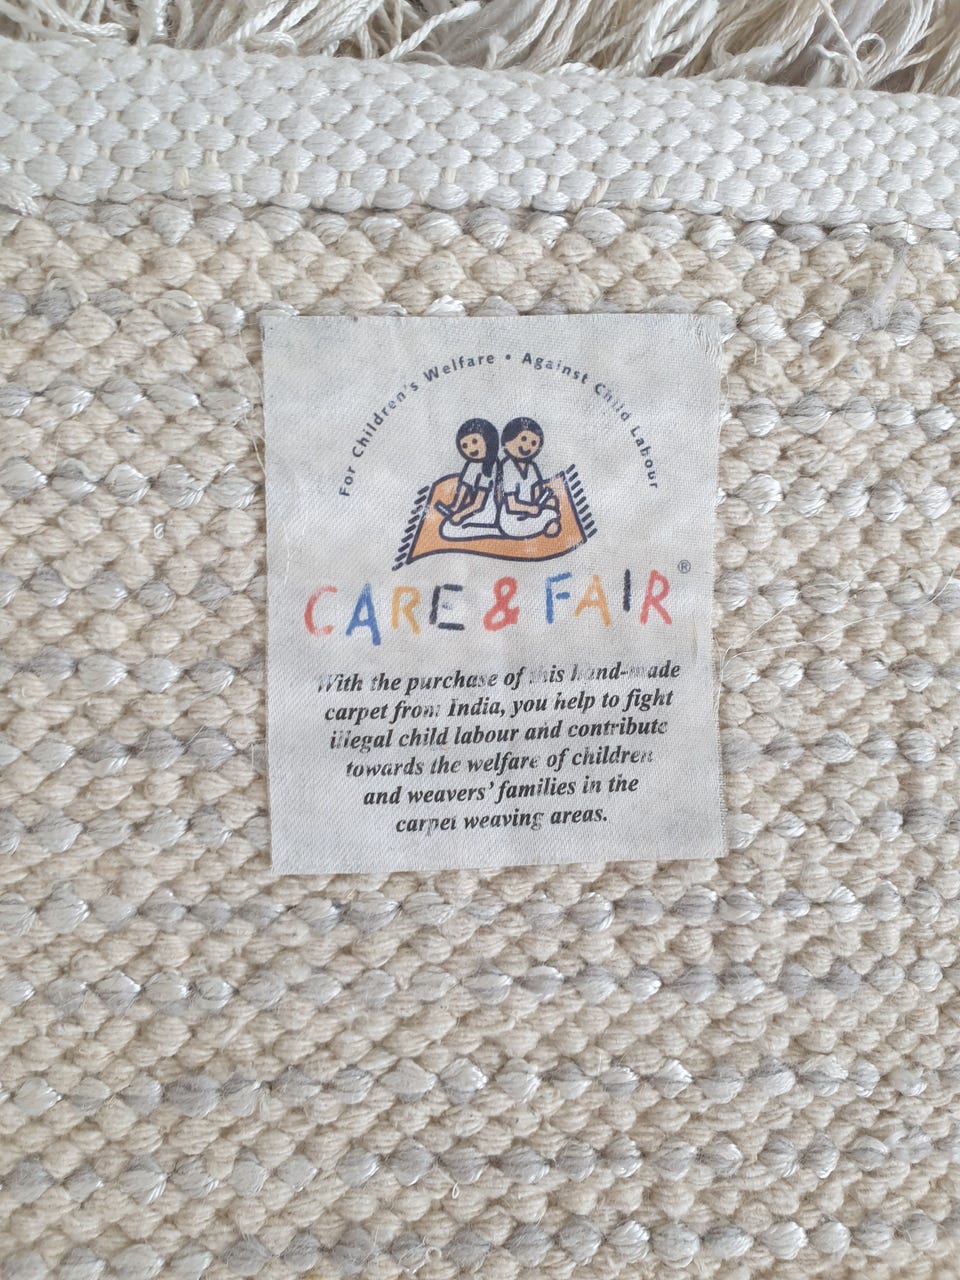 For Children's Welfare • Against Child Labour
CARE & FAIR®
With the purchase of this hand-made
carpet from India, you help to fight
illegal child labour and contribute
towards the welfare of children
and weavers' families in the
carpet weaving areas.